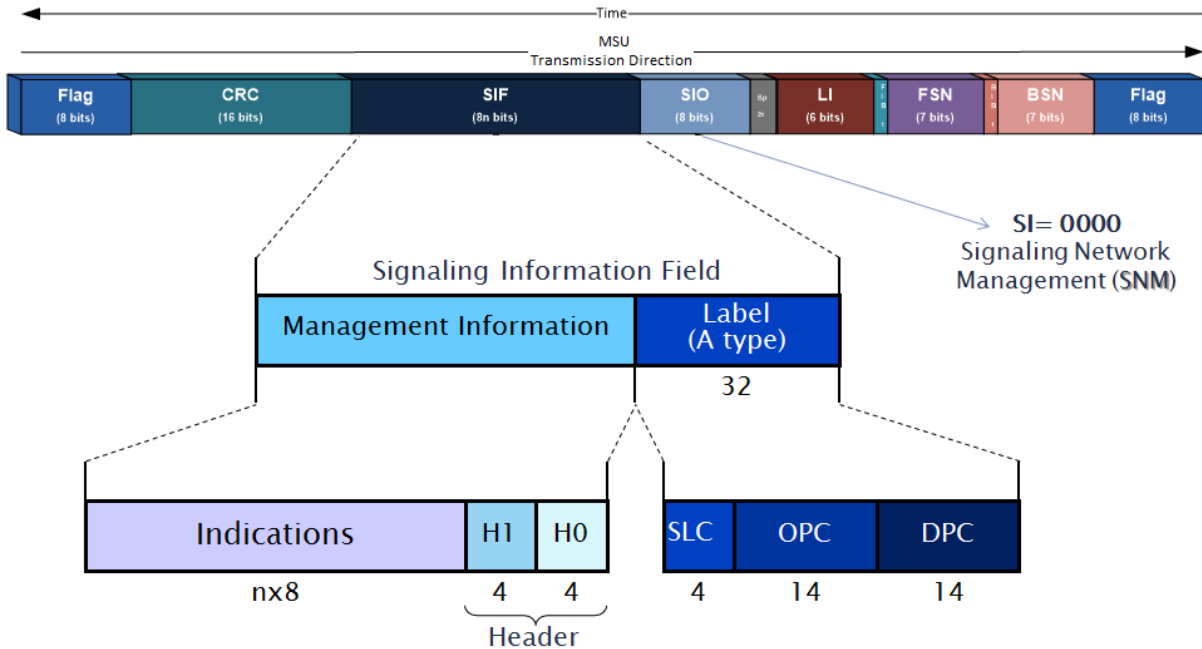 Time
MSU
Transmission Direction
Flag
(8 bits)
CRC
(16 bits)
SIF
(8n bits)
SIO
(8 bits)
Sp
LI
(6 bits)
FSN
(7 bits)
BSN
(7 bits)
Flag
(8 bits)
SI= 0000
Signaling Network
Management (SNM)
Signaling Information Field
Management Information
Label
(A type)
32
Indications
H1
H0
SLC
OPC
DPC
nx8
4
4
4
14
14
Header